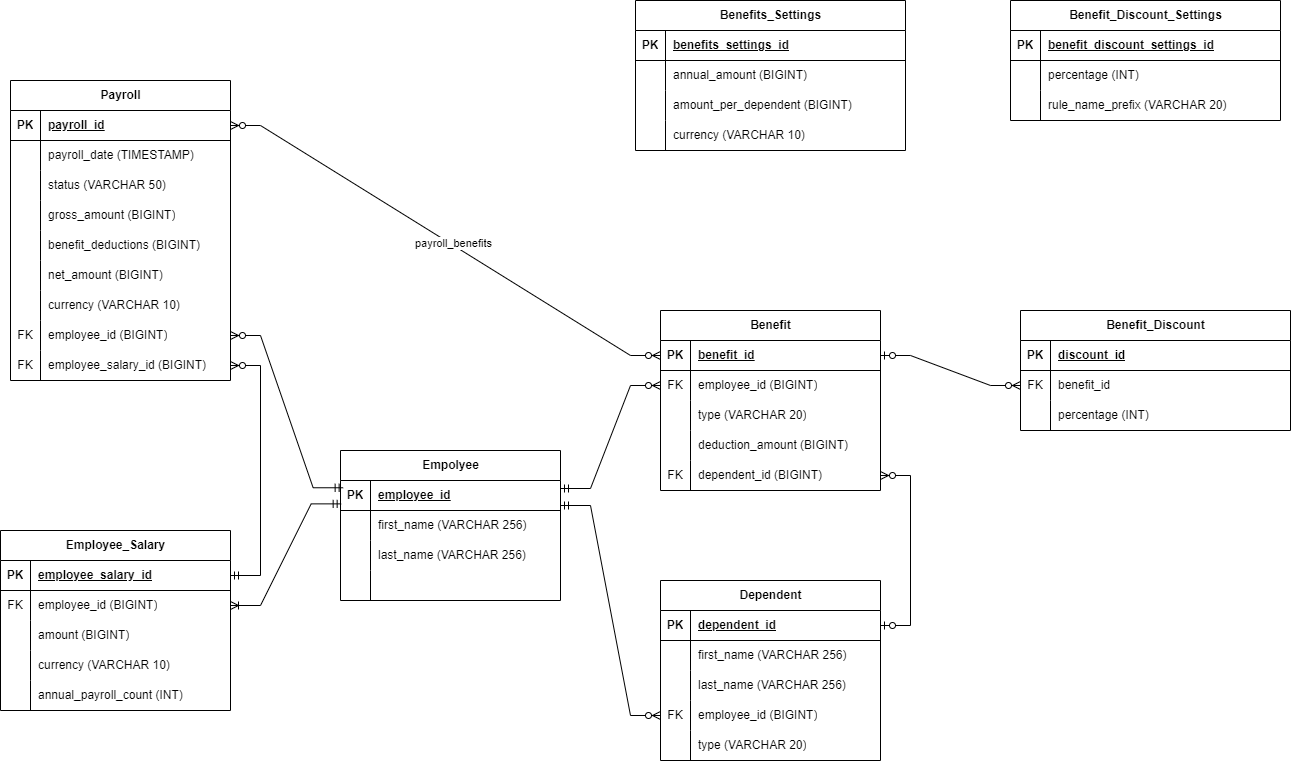 Benefits_Settings
PK benefits_settings_id
annual_amount (BIGINT)
amount_per_dependent (BIGINT)
currency (VARCHAR 10)
Benefit_Discount_Settings
PK benefit_discount_settings_id
percentage (INT)
rule_name_prefix (VARCHAR 20)
Payroll
PK payroll_id
payroll_date (TIMESTAMP)
status (VARCHAR 50)
gross_amount (BIGINT)
benefit_deductions (BIGINT)
net_amount (BIGINT)
currency (VARCHAR 10)
FK employee_id (BIGINT)
FK employee_salary_id (BIGINT)
payroll_benefits
Benefit
PK benefit_id
FK employee_id (BIGINT)
type (VARCHAR 20)
deduction_amount (BIGINT)
FK dependent_id (BIGINT)
Benefit_Discount
PK discount_id
FK benefit_id
percentage (INT)
Empolyee
PK employee_id
first_name (VARCHAR 256)
last_name (VARCHAR 256)
Employee_Salary
PK employee_salary_id
FK employee_id (BIGINT)
amount (BIGINT)
currency (VARCHAR 10)
annual_payroll_count (INT)
Dependent
PK dependent_id
first_name (VARCHAR 256)
last_name (VARCHAR 256)
FK employee_id (BIGINT)
type (VARCHAR 20)